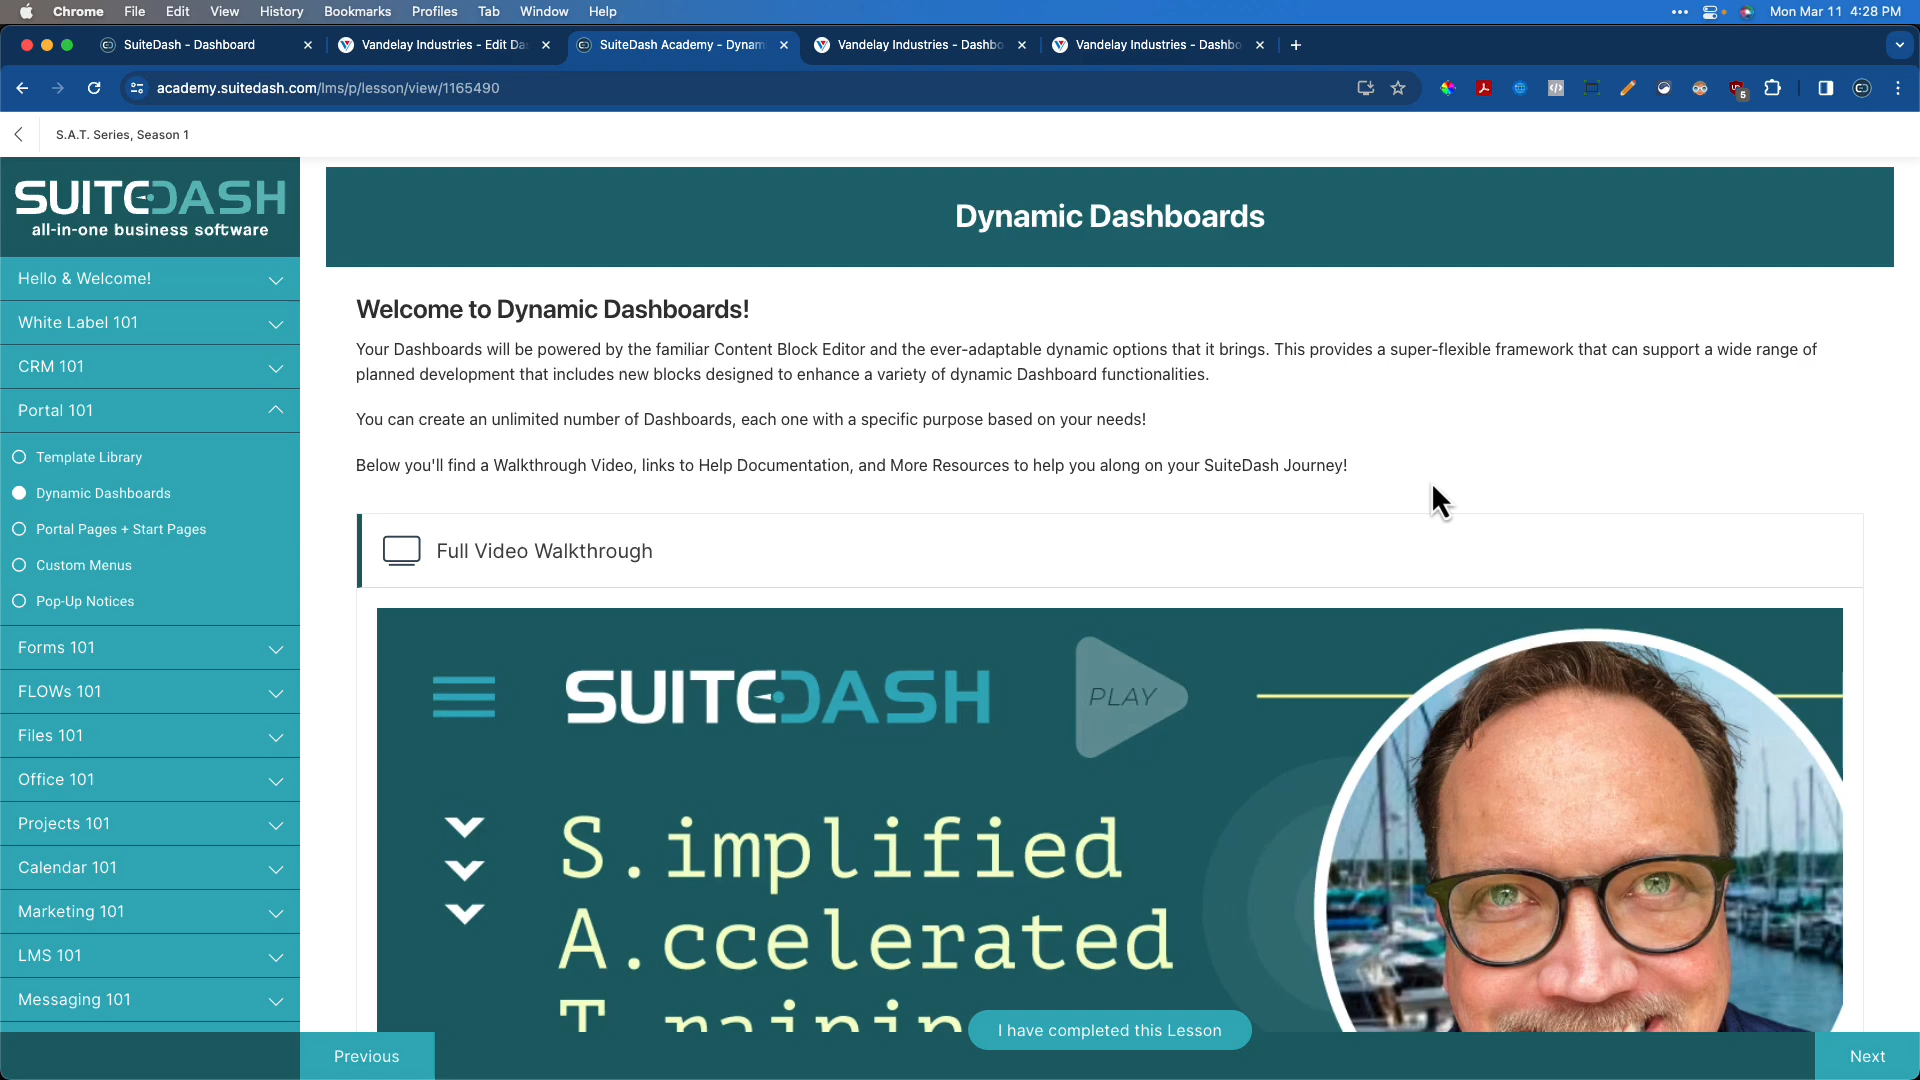 Chrome File Edit View History Bookmarks Profiles Tab Window Help
Mon Mar 11 4:28 PM
SuiteDash - Dashboard
Vandelay Industries - Edit Da
SuiteDash Academy - Dynam
Vandelay Industries - Dashbo
Vandelay Industries - Dashbo
academy.suitedash.com/lms/p/lesson/view/1165490
5
S.A.T. Series, Season 1
SUITEDASH
all-in-one business software
Hello & Welcome!
White Label 101
CRM 101
Portal 101
Template Library
Dynamic Dashboards
Portal Pages + Start Pages
Custom Menus
Pop-Up Notices
Forms 101
FLOWs 101
Files 101
Office 101
Projects 101
Calendar 101
Marketing 101
LMS 101
Messaging 101
Dynamic Dashboards
Welcome to Dynamic Dashboards!
Your Dashboards will be powered by the familiar Content Block Editor and the ever-adaptable dynamic options that it brings. This provides a super-flexible framework that can support a wide range of
planned development that includes new blocks designed to enhance a variety of dynamic Dashboard functionalities.
You can create an unlimited number of Dashboards, each one with a specific purpose based on your needs!
Below you'll find a Walkthrough Video, links to Help Documentation, and More Resources to help you along on your SuiteDash Journey!
Full Video Walkthrough
SUITEDASH
PLAY
S.implified
A.ccelerated
T.raining
I have completed this Lesson
Previous
Next